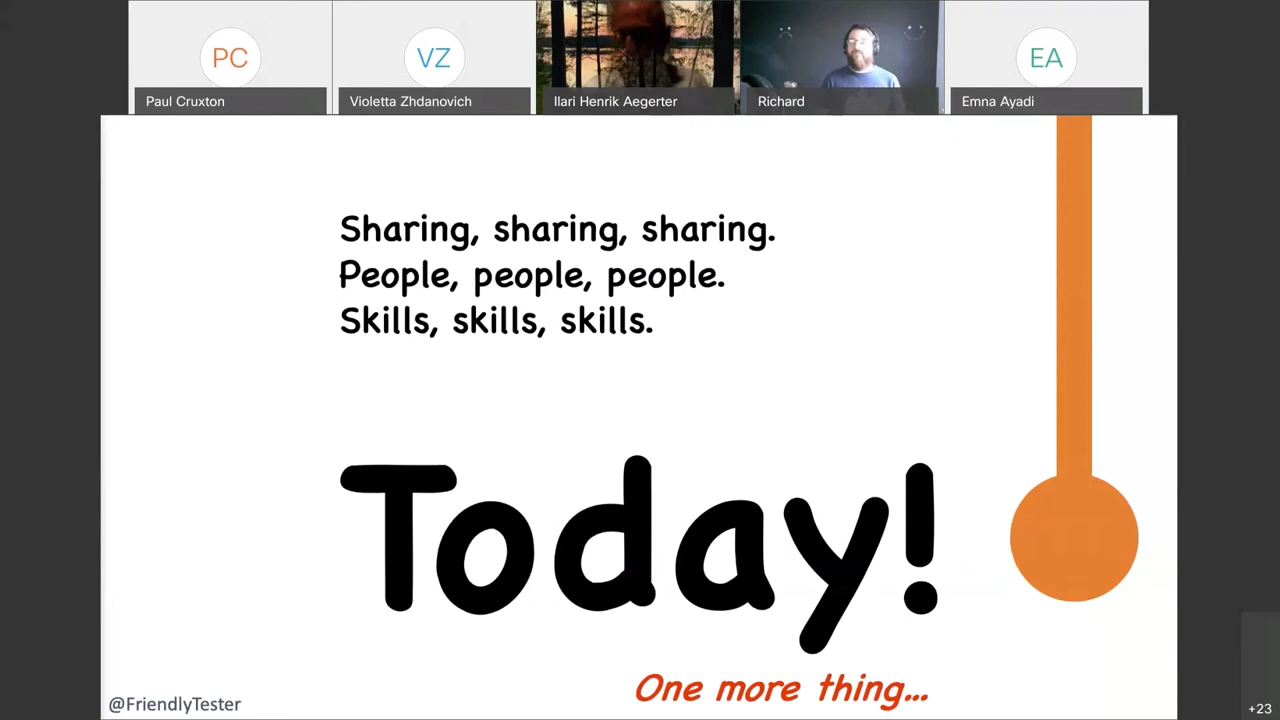 PC
VZ
EA
Paul Cruxton
Violetta Zhdanovich
Ilari Henrik Aegerter
Richard
Emna Ayadi
Sharing, sharing, sharing.
People, people, people.
Skills, skills, skills.
Today!
One more thing...
@FriendlyTester
+23